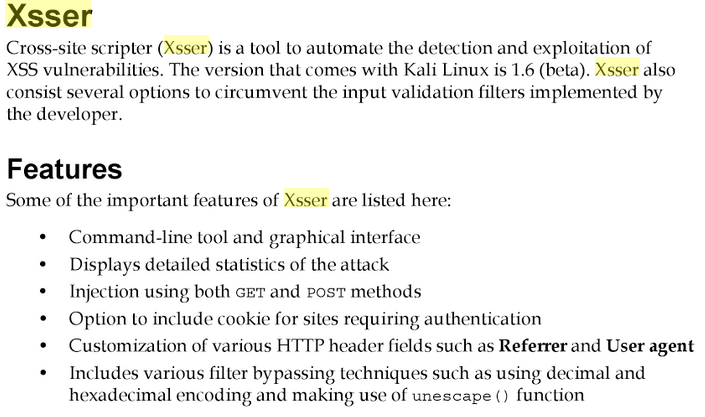 Xsser
Cross-site scripter (Xsser) is a tool to automate the detection and exploitation of
XSS vulnerabilities. The version that comes with Kali Linux is 1.6 (beta). Xsser also
consist several options to circumvent the input validation filters implemented by
the developer.
Features
Some of the important features of Xsser are listed here:
• Command-line tool and graphical interface
• Displays detailed statistics of the attack
• Injection using both GET and POST methods
• Option to include cookie for sites requiring authentication
• Customization of various HTTP header fields such as Referrer and User agent
• Includes various filter bypassing techniques such as using decimal and
hexadecimal encoding and making use of unescape() function